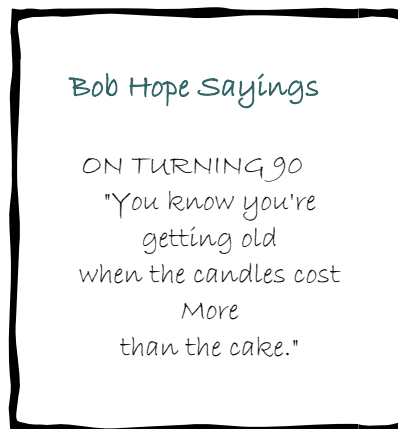 Bob Hope Sayings
ON TURNING 90
"You know you're
getting old
when the candles cost
More
than the cake."